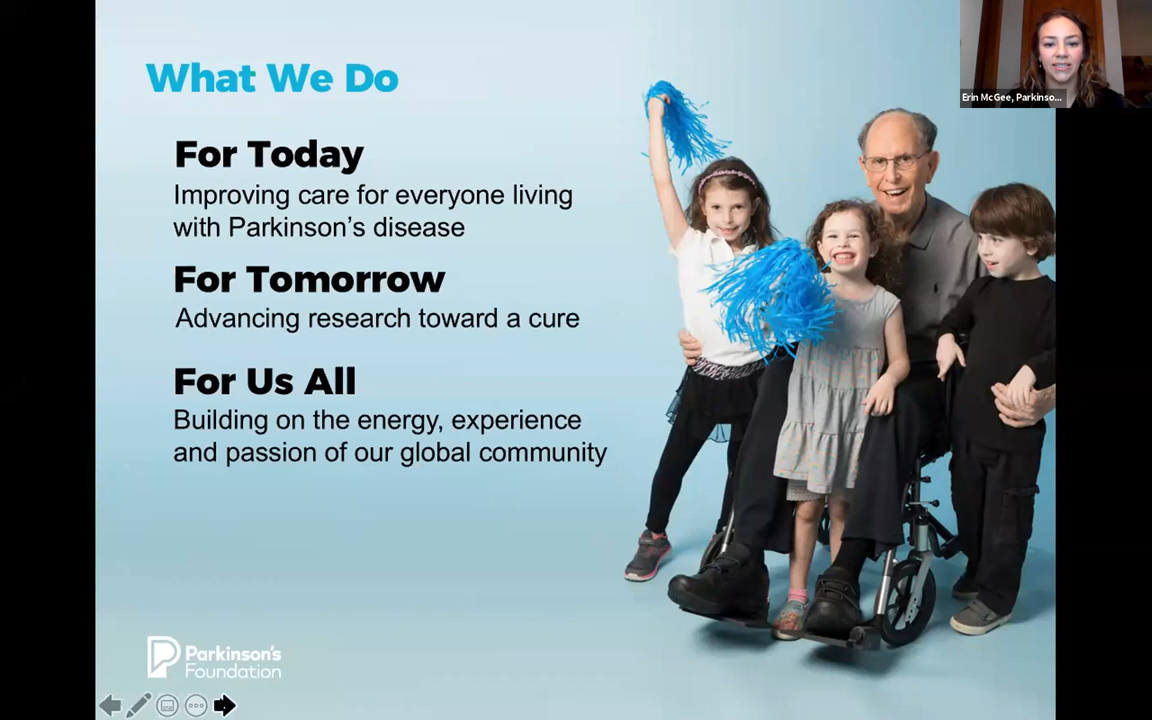 What We Do
For Today
Improving care for everyone living
with Parkinson's disease
For Tomorrow
Advancing research toward a cure
For Us All
Building on the energy, experience
and passion of our global community
Parkinson's
Foundation
Erin McGee, Parkinso...